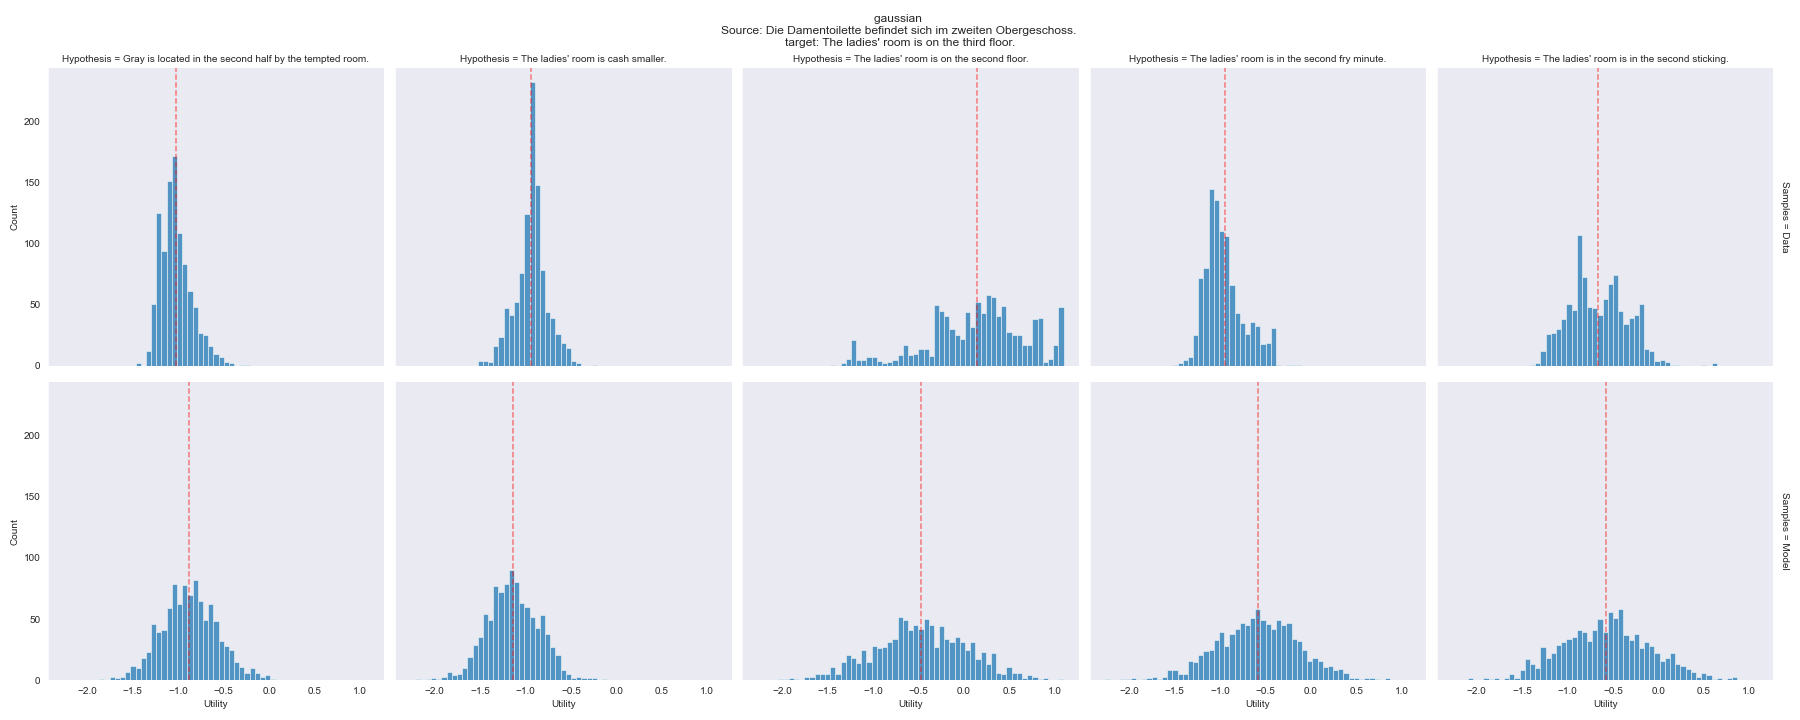 gaussian
Source: Die Damentoilette befindet sich im zweiten Obergeschoss.
target: The ladies' room is on the third floor.
Hypothesis = Gray is located in the second half by the tempted room.
Hypothesis = The ladies' room is cash smaller.
Hypothesis = The ladies' room is on the second floor.
Hypothesis = The ladies' room is in the second fry minute.
Hypothesis = The ladies' room is in the second sticking.
200
150
100
50
0
Count
Samples = Data
200
150
100
50
0
Count
Samples = Model
−2.0 −1.5 −1.0 −0.5 0.0 0.5 1.0
Utility
−2.0 −1.5 −1.0 −0.5 0.0 0.5 1.0
Utility
−2.0 −1.5 −1.0 −0.5 0.0 0.5 1.0
Utility
−2.0 −1.5 −1.0 −0.5 0.0 0.5 1.0
Utility
−2.0 −1.5 −1.0 −0.5 0.0 0.5 1.0
Utility